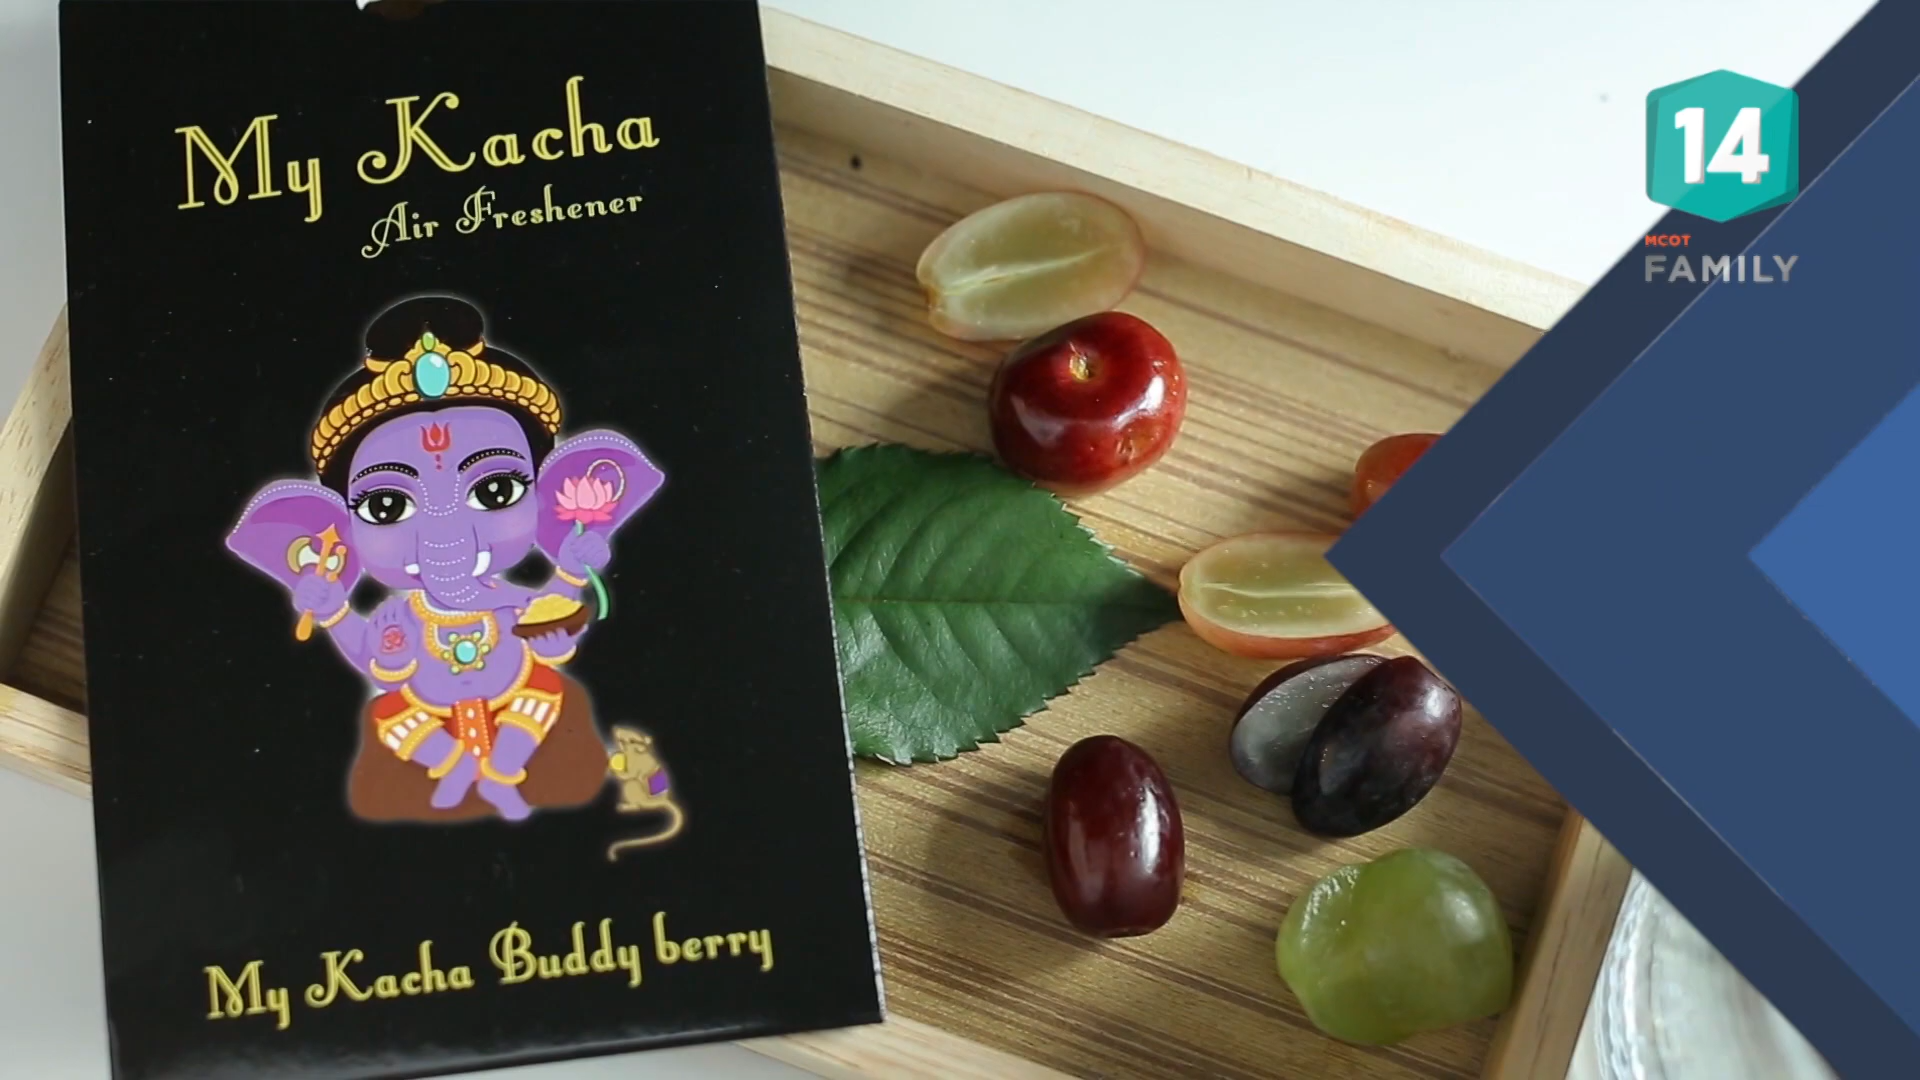 My Kacha
Air Freshener
My Kacha Buddy berry
14
MCOT
FAMILY